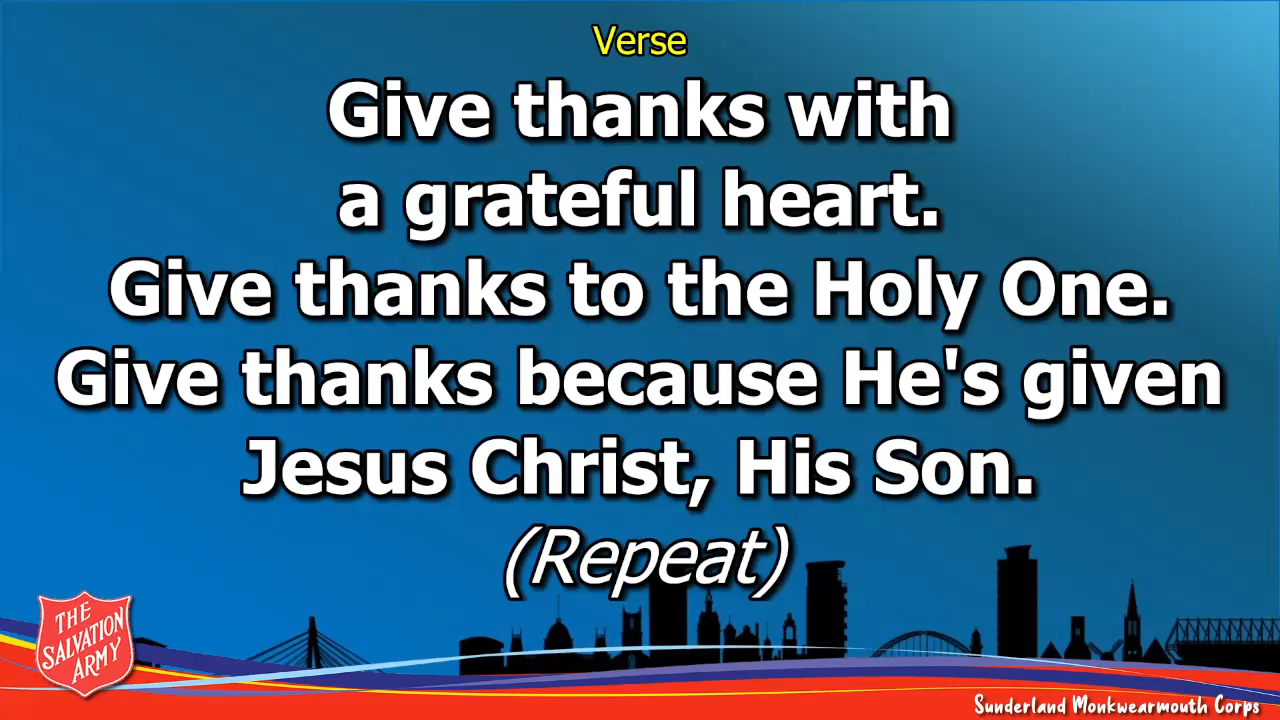 Verse
Give thanks with
a grateful heart.
Give thanks to the Holy One.
Give thanks because He's given
Jesus Christ, His Son.
(Repeat)
THE
SALVATION
ARMY
Sunderland Monkwearmouth Corps